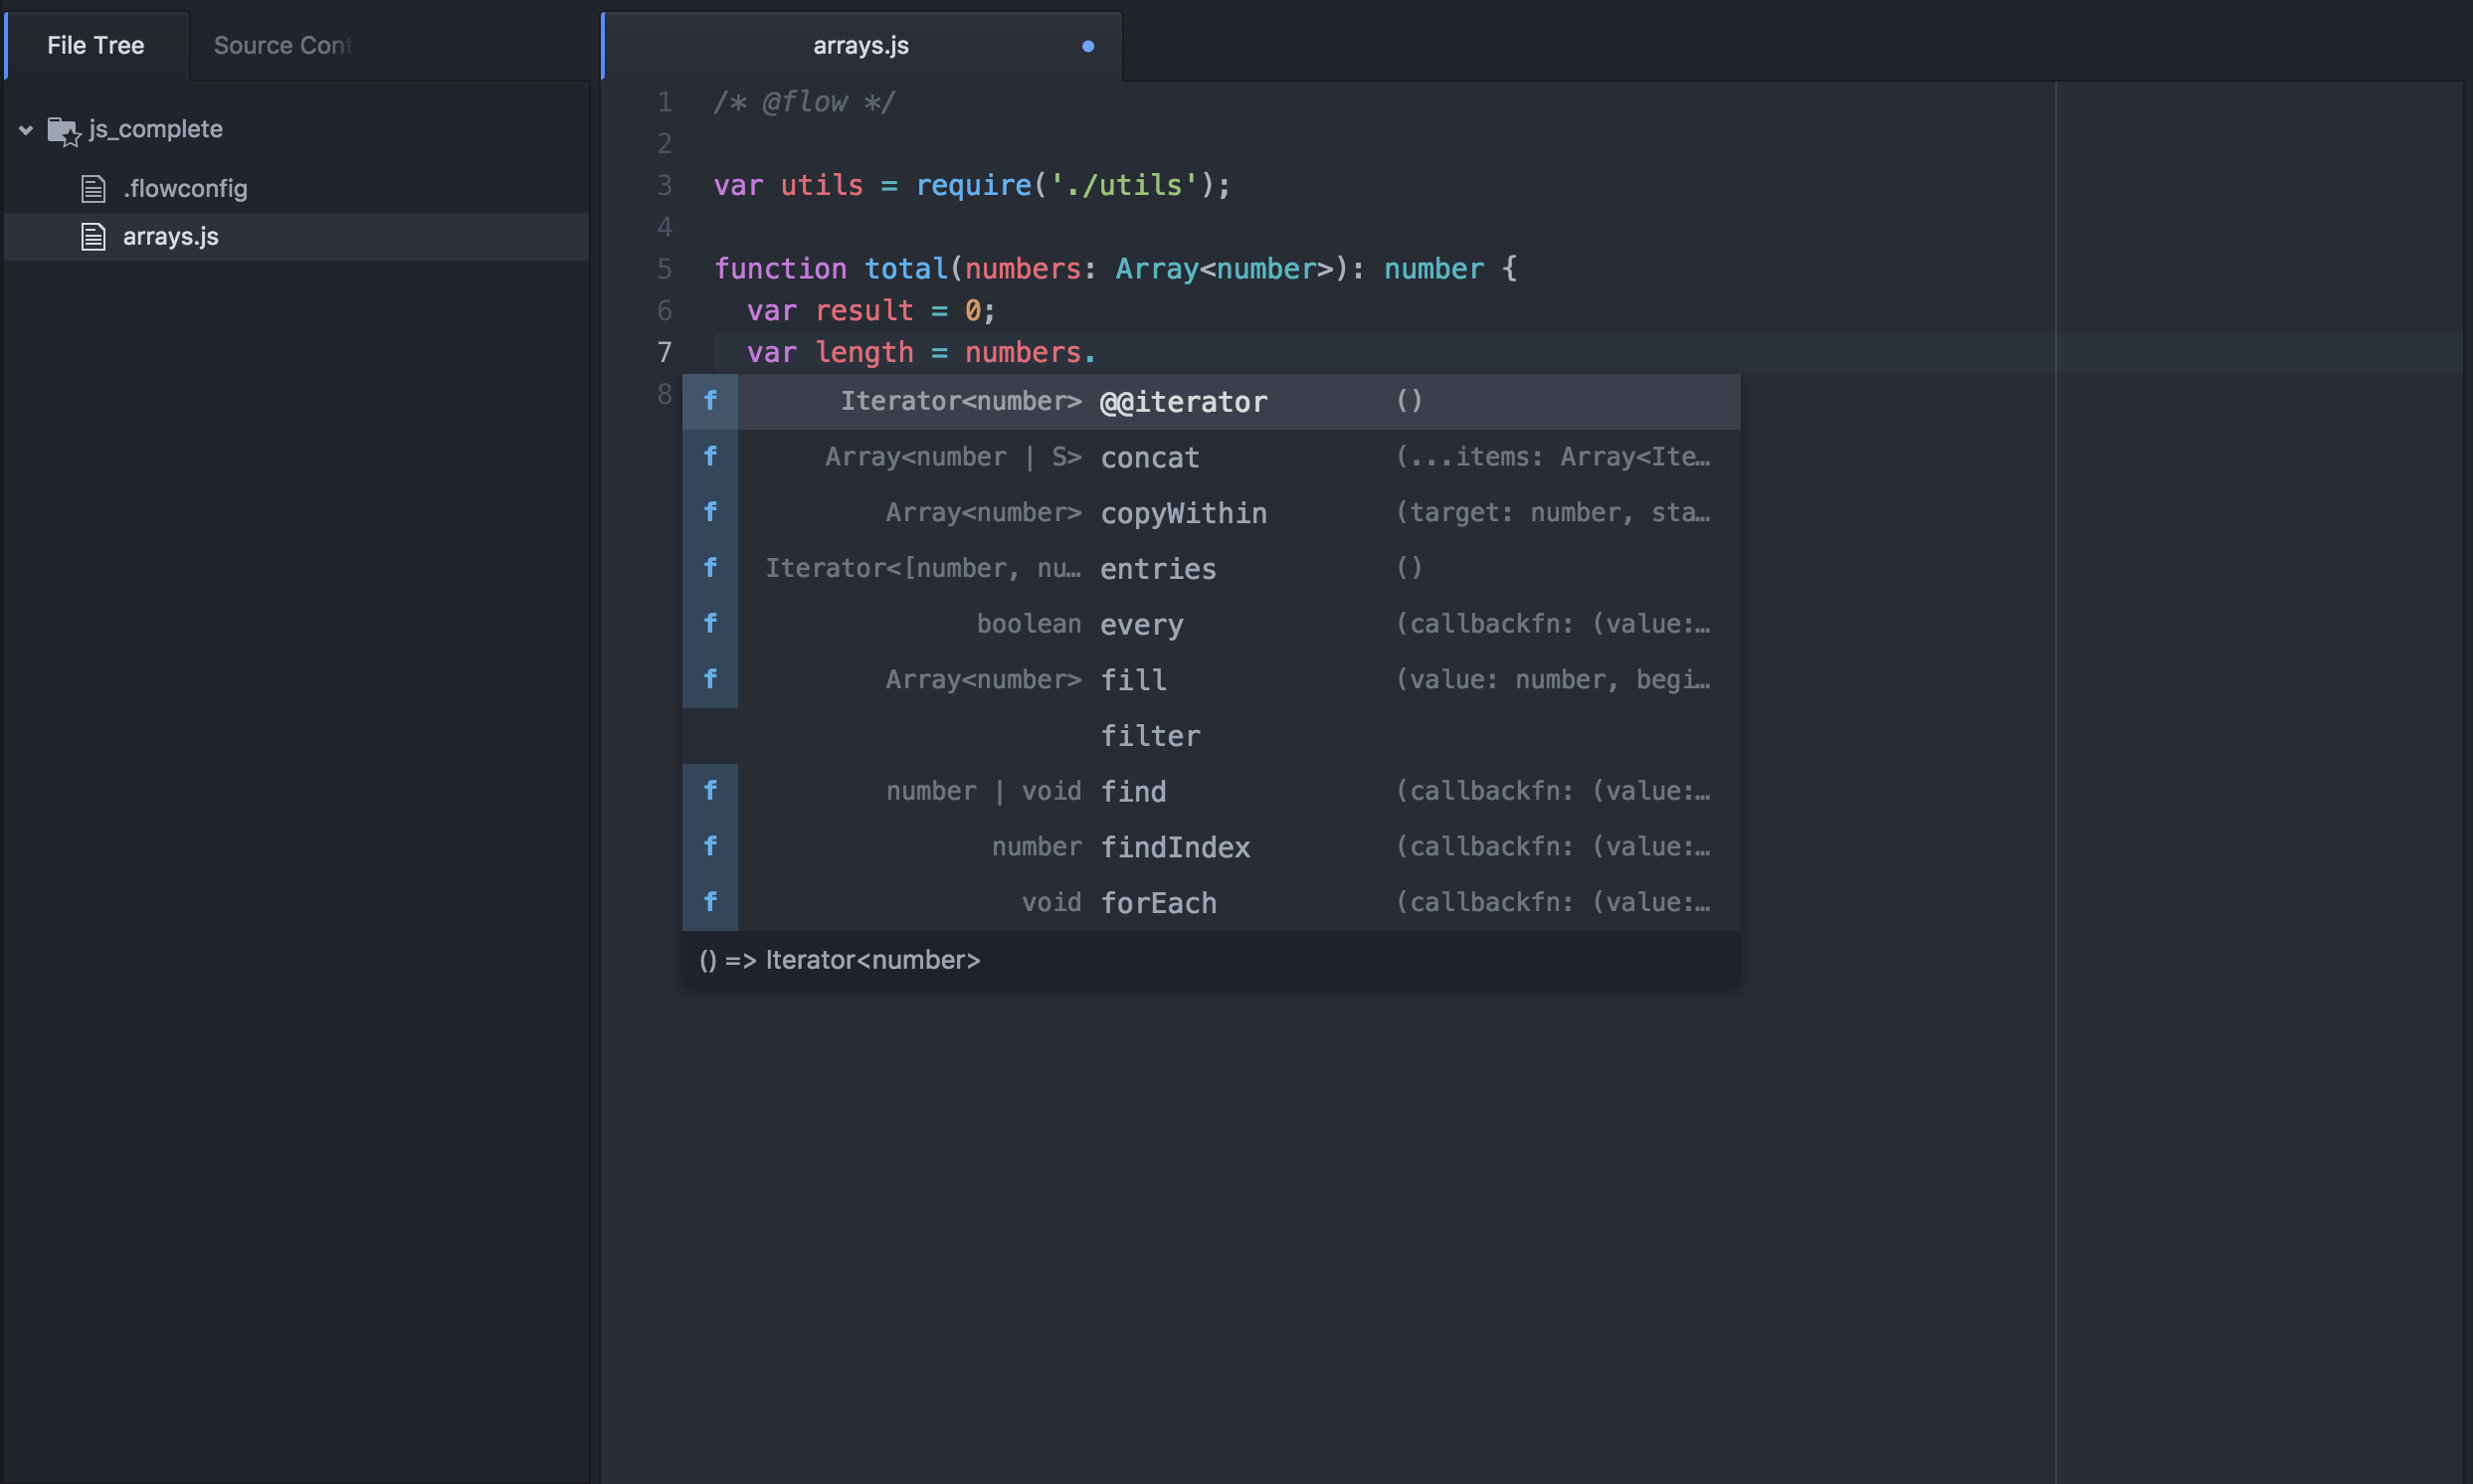 File Tree
Source Cont
arrays.js
js_complete
.flowconfig
arrays.js
1 /* @flow */
2
3 var utils = require('./utils');
4
5 function total(numbers: Array<number>): number {
6 var result = 0;
7 var length = numbers.
8
f Iterator<number> @@iterator ()
f Array<number | S> concat (...items: Array<Ite…
f Array<number> copyWithin (target: number, sta…
f Iterator<[number, nu… entries ()
f boolean every (callbackfn: (value:…
f Array<number> fill (value: number, begi…
filter
f number | void find (callbackfn: (value:…
f number findIndex (callbackfn: (value:…
f void forEach (callbackfn: (value:…
() => Iterator<number>